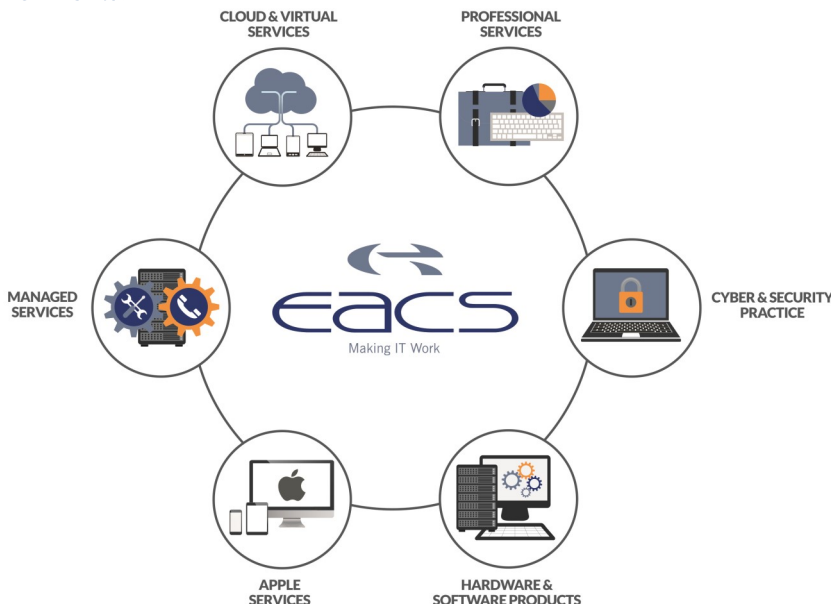 CLOUD & VIRTUAL
SERVICES
PROFESSIONAL
SERVICES
MANAGED
SERVICES
eacs
Making IT Work
CYBER & SECURITY
PRACTICE
APPLE
SERVICES
HARDWARE &
SOFTWARE PRODUCTS